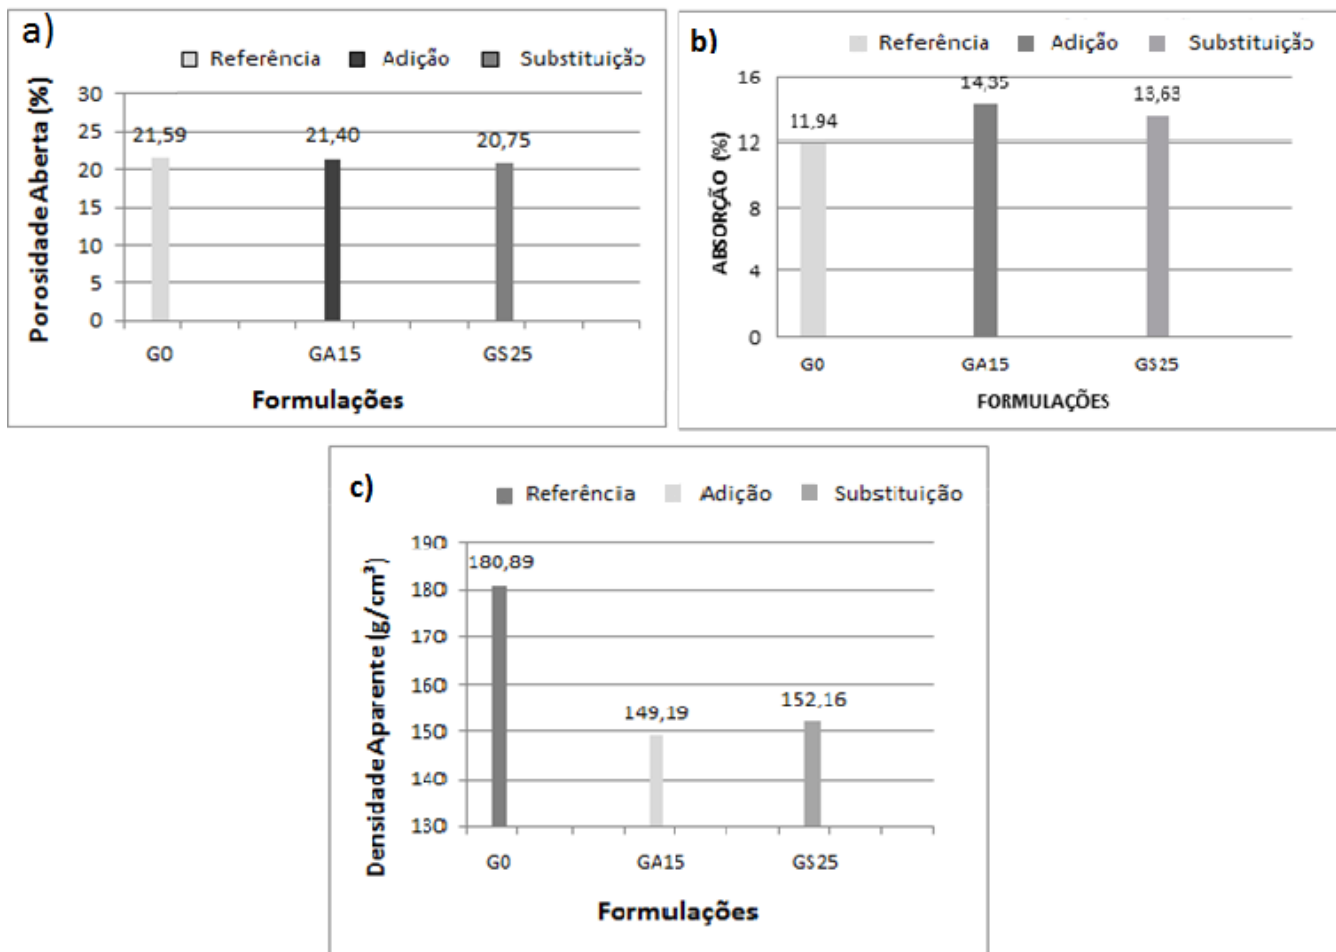 a)
Referência Adição Substituição
Porosidade Aberta (%)
30
25
20
15
10
5
0
21,59 21,40 20,75
G0 GA15 GS25
Formulações
b)
Referência Adição Substituição
ABSORÇÃO (%)
16
12
8
4
0
11,94 14,35 13,63
G0 GA15 GS25
FORMULAÇÕES
c)
Referência Adição Substituição
Densidade Aparente (g/cm³)
190
180
170
160
150
140
130
180,89 149,19 152,16
G0 GA15 GS25
Formulações